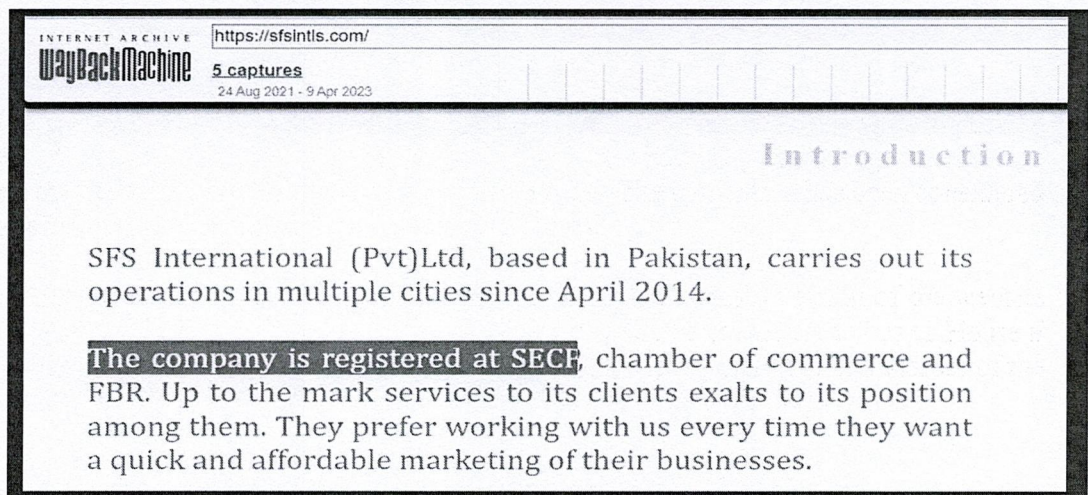 INTERNET ARCHIVE
WayBackMachine
https://sfsintls.com/
5 captures
24 Aug 2021 - 9 Apr 2023
Introduction
SFS International (Pvt)Ltd, based in Pakistan, carries out its
operations in multiple cities since April 2014.
The company is registered at SECP, chamber of commerce and
FBR. Up to the mark services to its clients exalts to its position
among them. They prefer working with us every time they want
a quick and affordable marketing of their businesses.